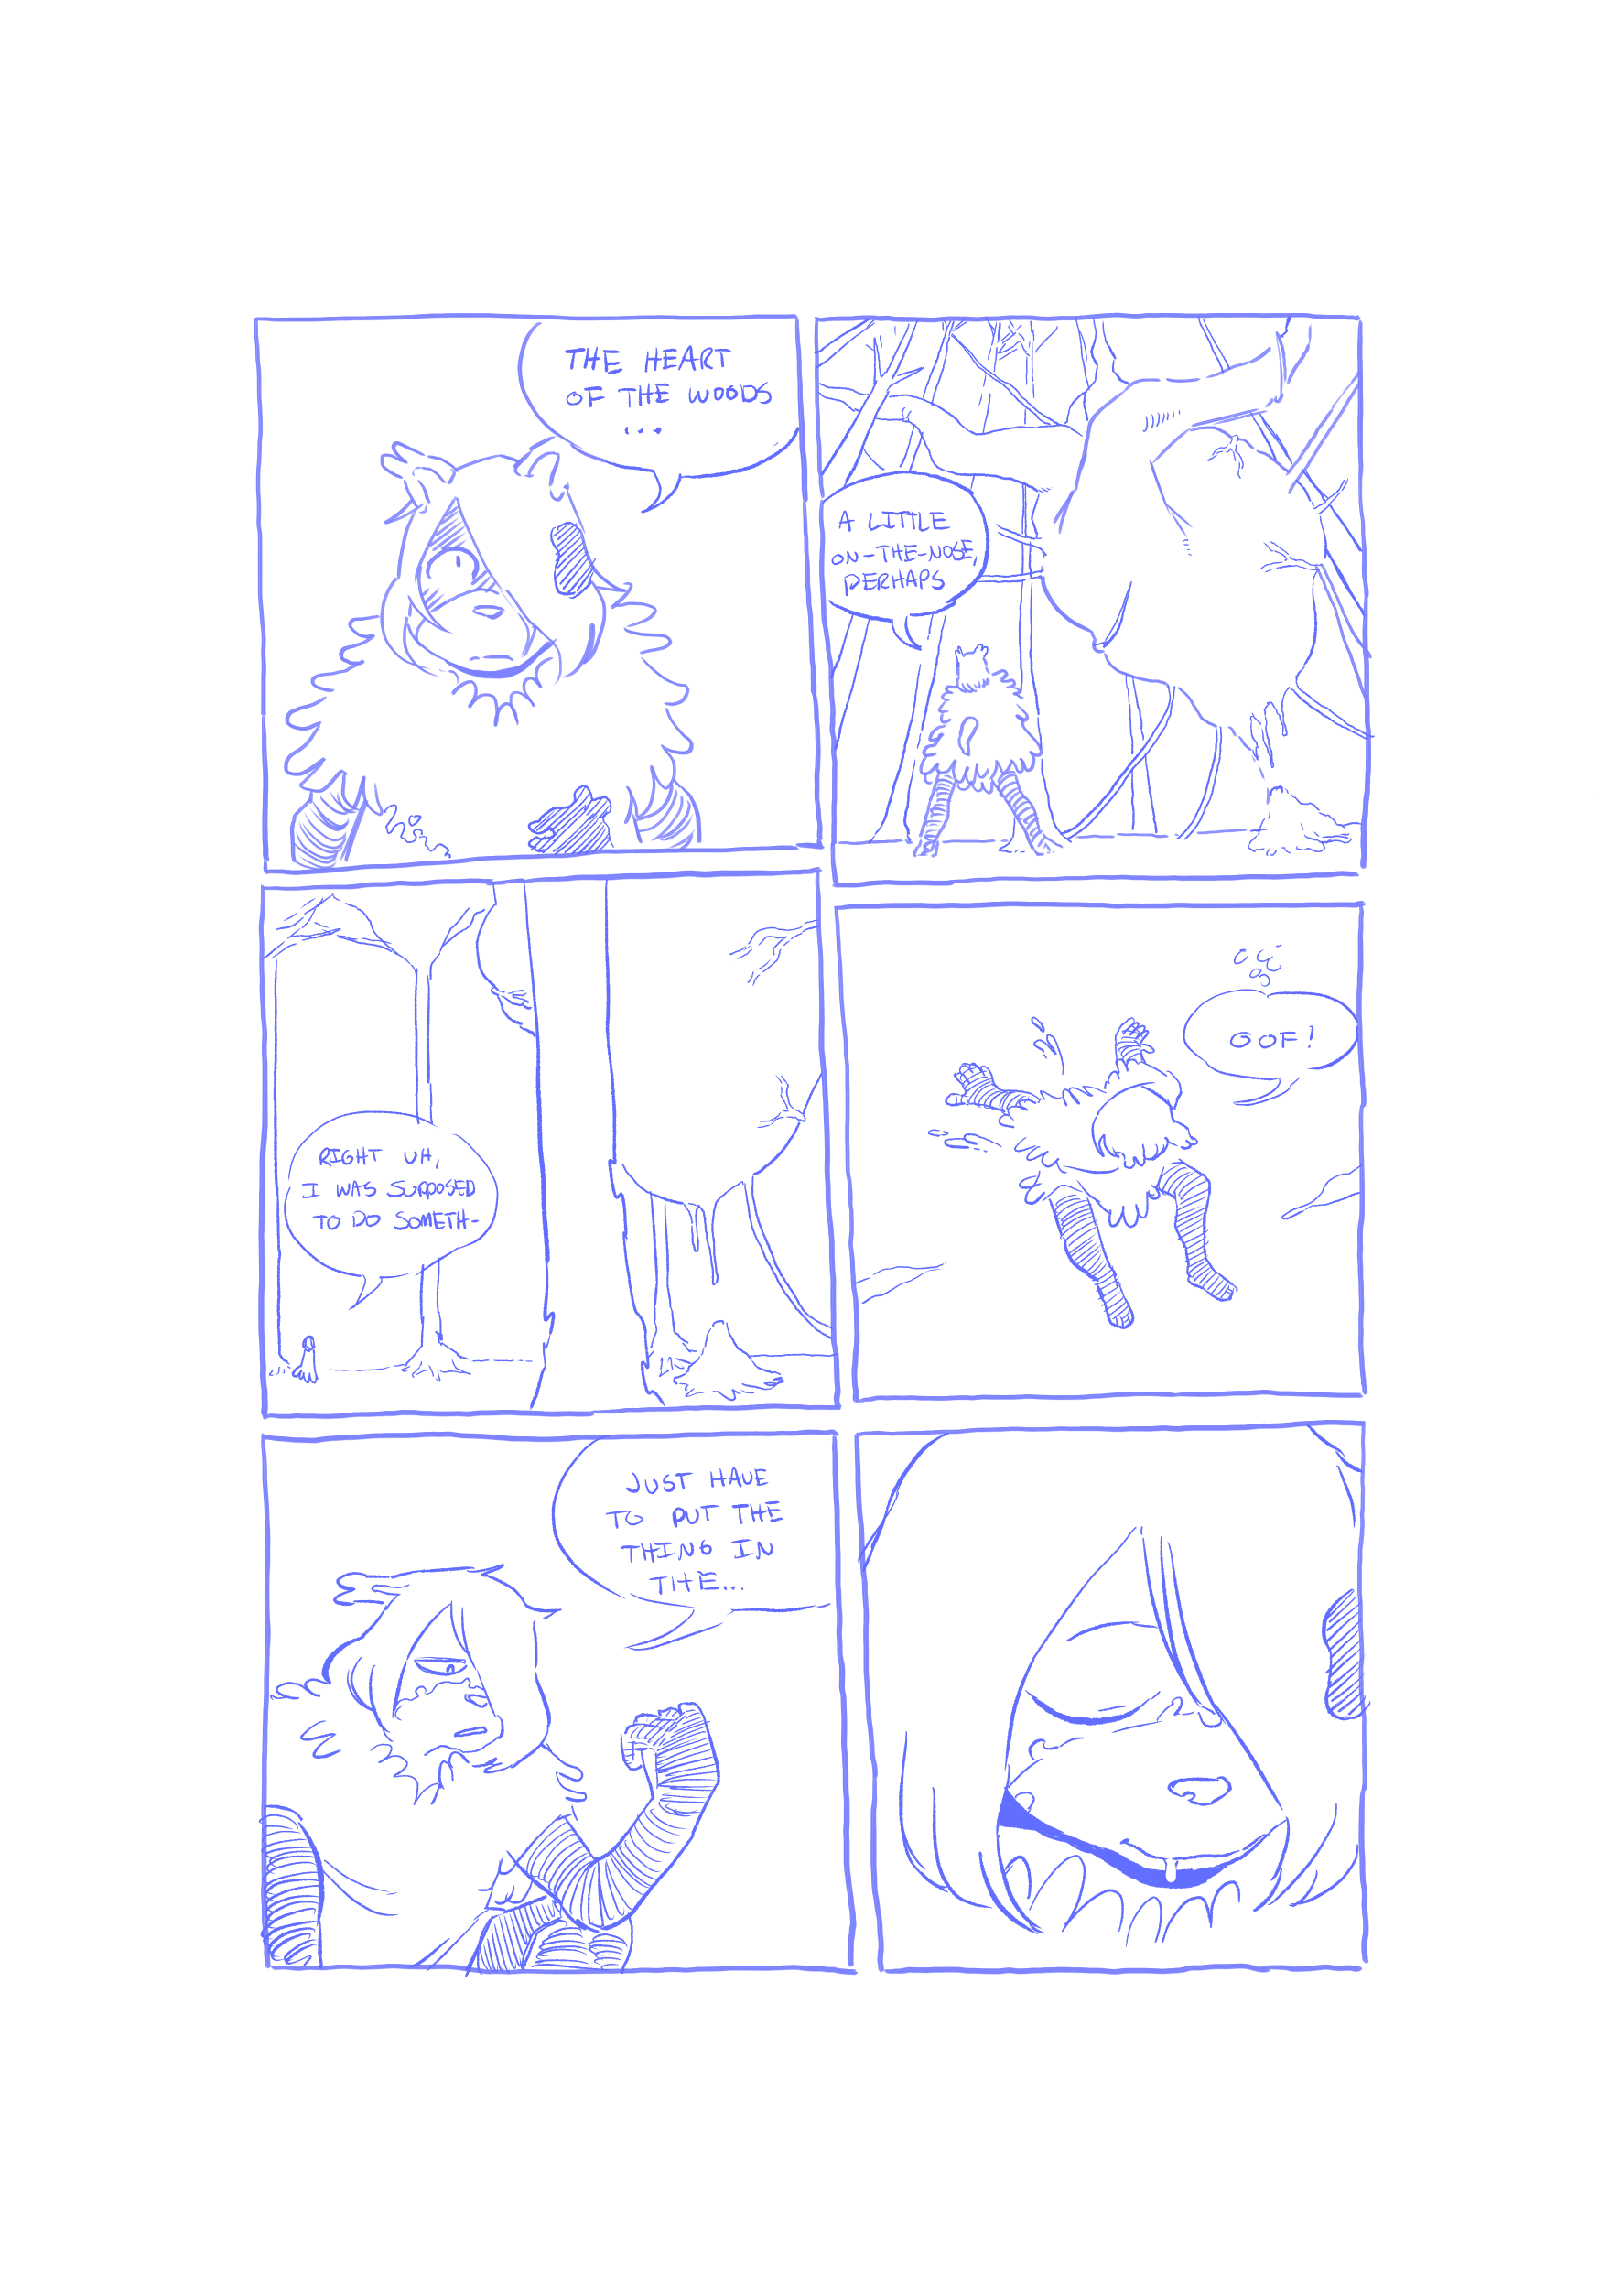 THE HEART
OF THE WOODS
...
A LITTLE
ON-THE-NOSE,
PERHAPS
RIGHT UH,
I WAS SUPPOSED
TO DO SOMETH-
OOF!
JUST HAVE
TO PUT THE
THING IN
THE...